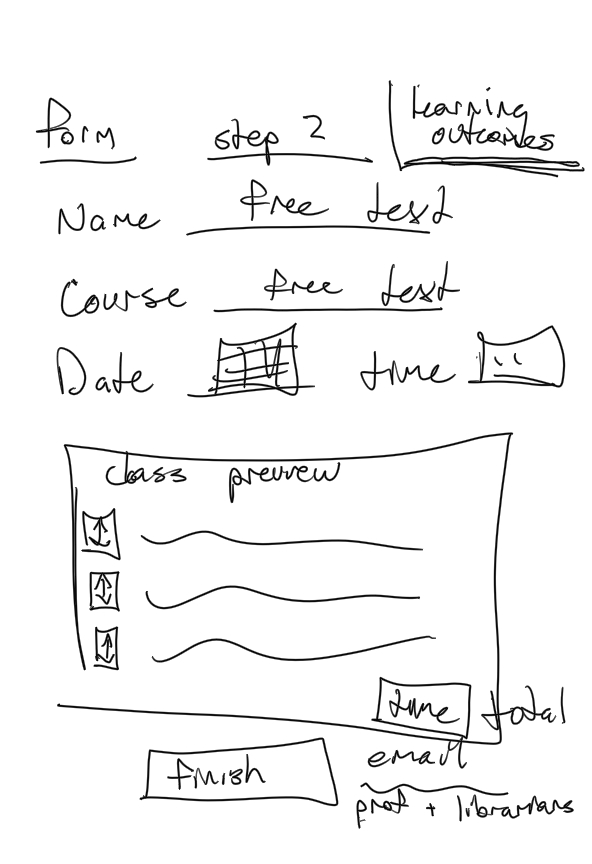 Form step 2 Learning outcomes
Name free text
Course free text
Date time
class preview
time total
finish
email
prof + librarians